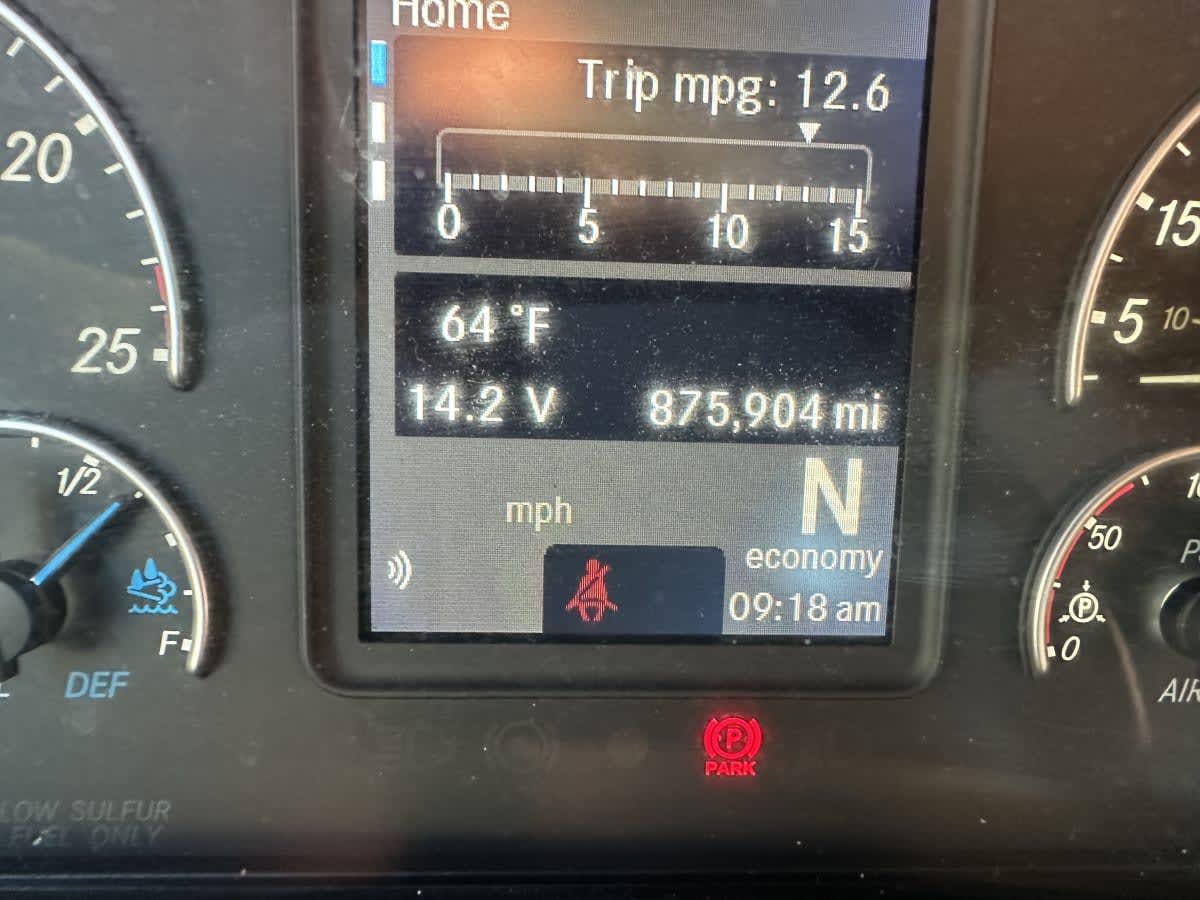 Home
Trip mpg: 12.6
0 5 10 15
64 °F
14.2 V 875,904 mi
N
mph
economy
09:18 am
20
25
1/2
F
DEF
LOW SULFUR
FUEL ONLY
P
PARK
15
5 10
50
P
0
AIR